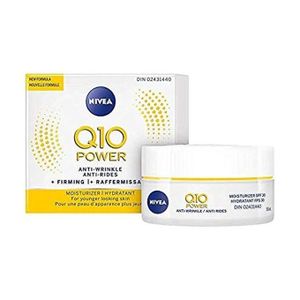 NEW FORMULA
NOUVELLE FORMULE
DIN 02431440
NIVEA
Q10
POWER
ANTI-WRINKLE
ANTI-RIDES
+ FIRMING |+ RAFFERMISSA
MOISTURIZER / HYDRATANT
For younger looking skin
Pour une peau d'apparence plus jeu
NIVEA
Q10
POWER
ANTI-WRINKLE / ANTI-RIDES
MOISTURIZER SPF 30
HYDRATANT FPS 30
DIN 02431440